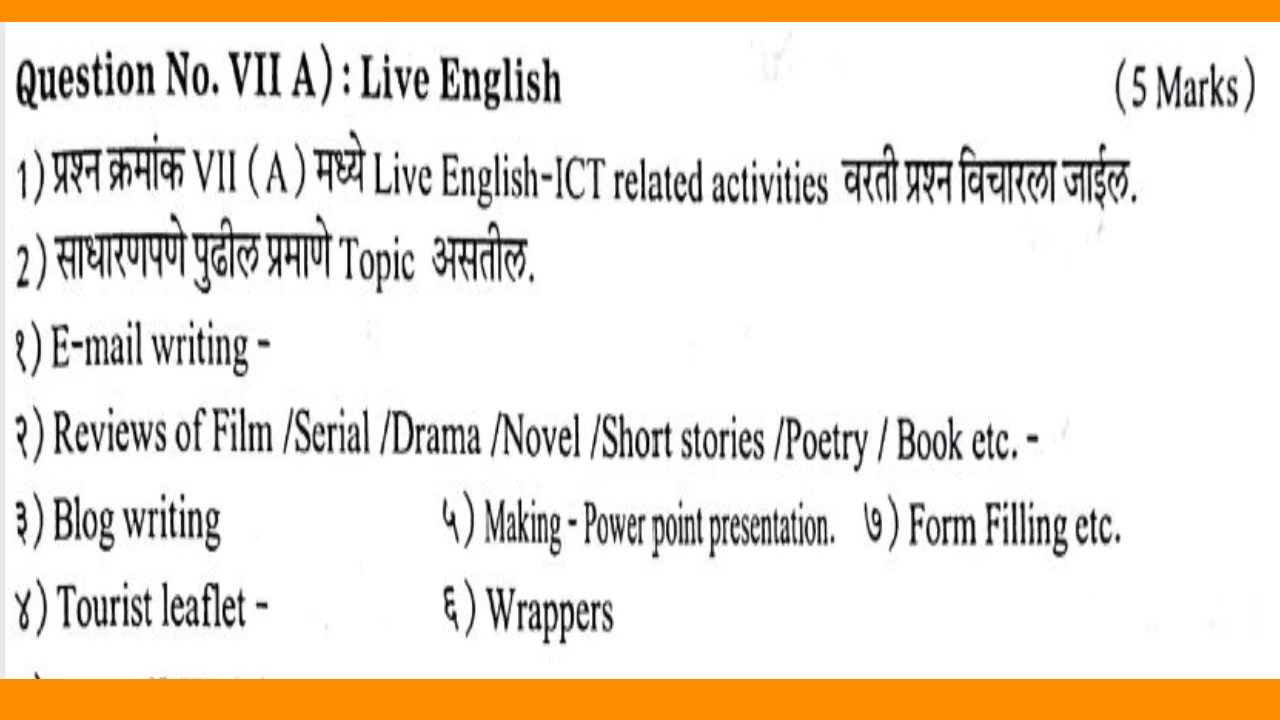 Question No. VII A) : Live English (5 Marks)
1) प्रश्न क्रमांक VII (A) मध्ये Live English-ICT related activities वरती प्रश्न विचारला जाईल.
2) साधारणपणे पुढील प्रमाणे Topic असतील.
१) E-mail writing -
२) Reviews of Film /Serial /Drama /Novel /Short stories /Poetry / Book etc. -
३) Blog writing ५) Making - Power point presentation. ७) Form Filling etc.
४) Tourist leaflet - ६) Wrappers